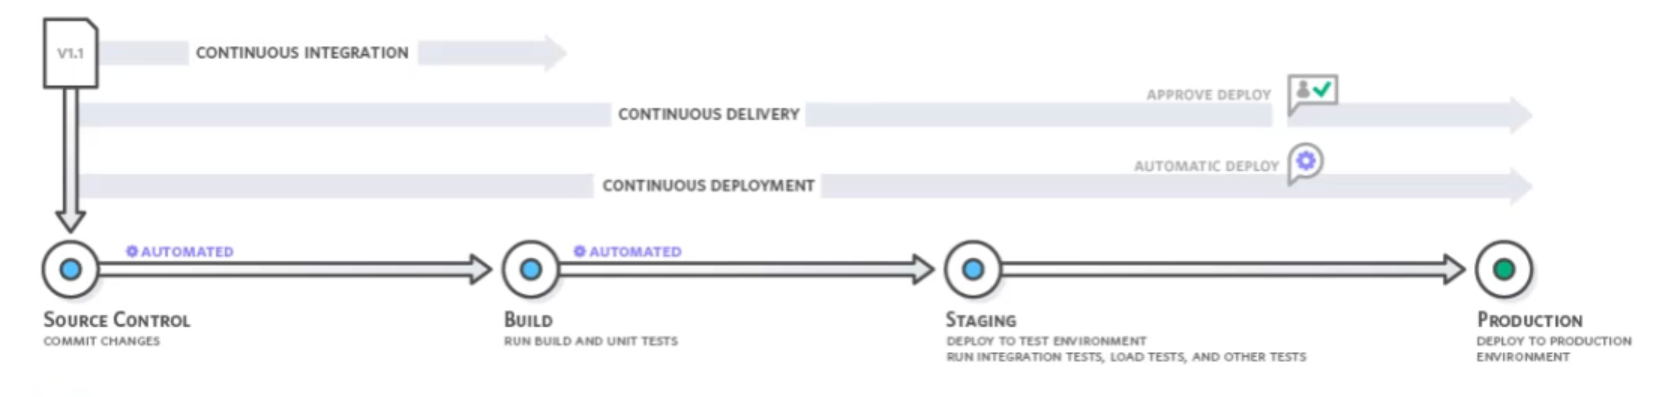 V1.1
CONTINUOUS INTEGRATION
APPROVE DEPLOY
CONTINUOUS DELIVERY
AUTOMATIC DEPLOY
CONTINUOUS DEPLOYMENT
AUTOMATED
AUTOMATED
SOURCE CONTROL
COMMIT CHANGES
BUILD
RUN BUILD AND UNIT TESTS
STAGING
DEPLOY TO TEST ENVIRONMENT
RUN INTEGRATION TESTS, LOAD TESTS, AND OTHER TESTS
PRODUCTION
DEPLOY TO PRODUCTION
ENVIRONMENT